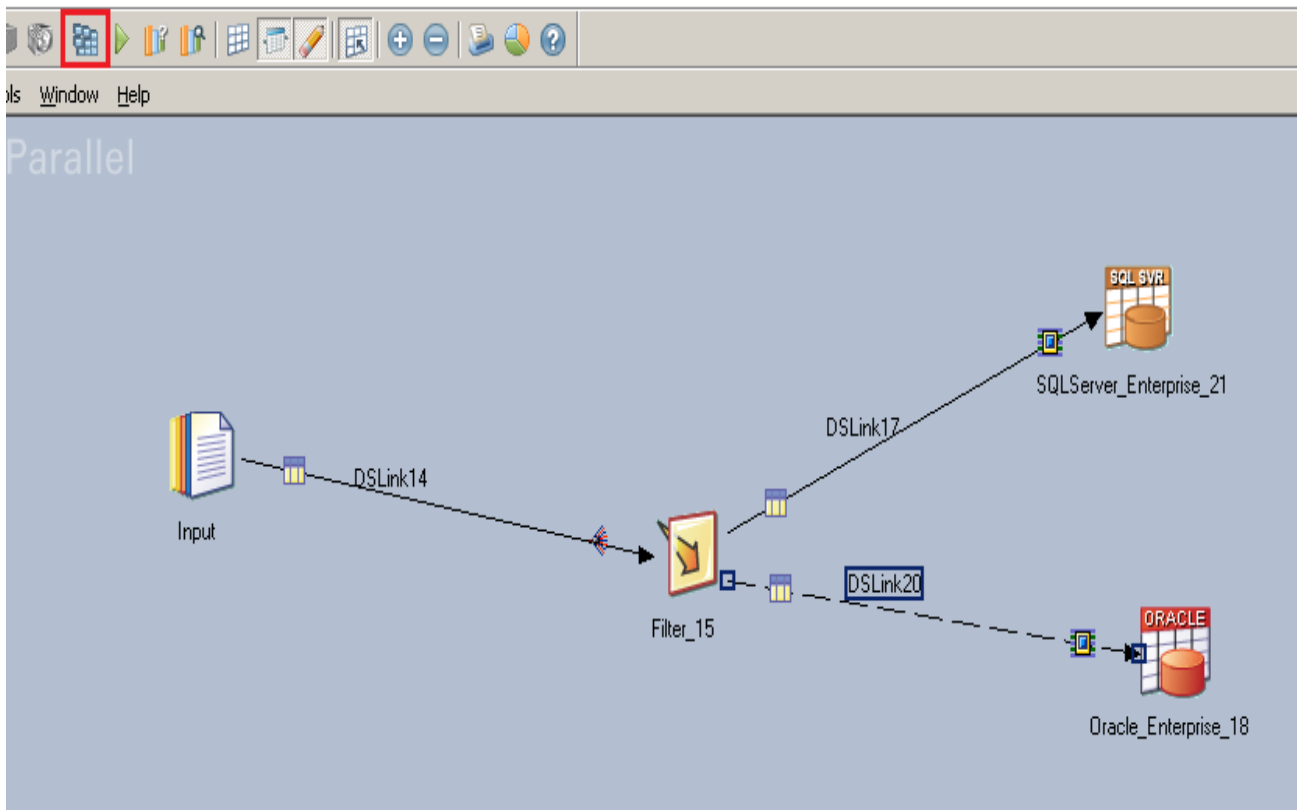 ols Window Help
Parallel
SQL SVR
SQLServer_Enterprise_21
DSLink17
DSLink14
Input
DSLink20
Filter_15
ORACLE
Oracle_Enterprise_18